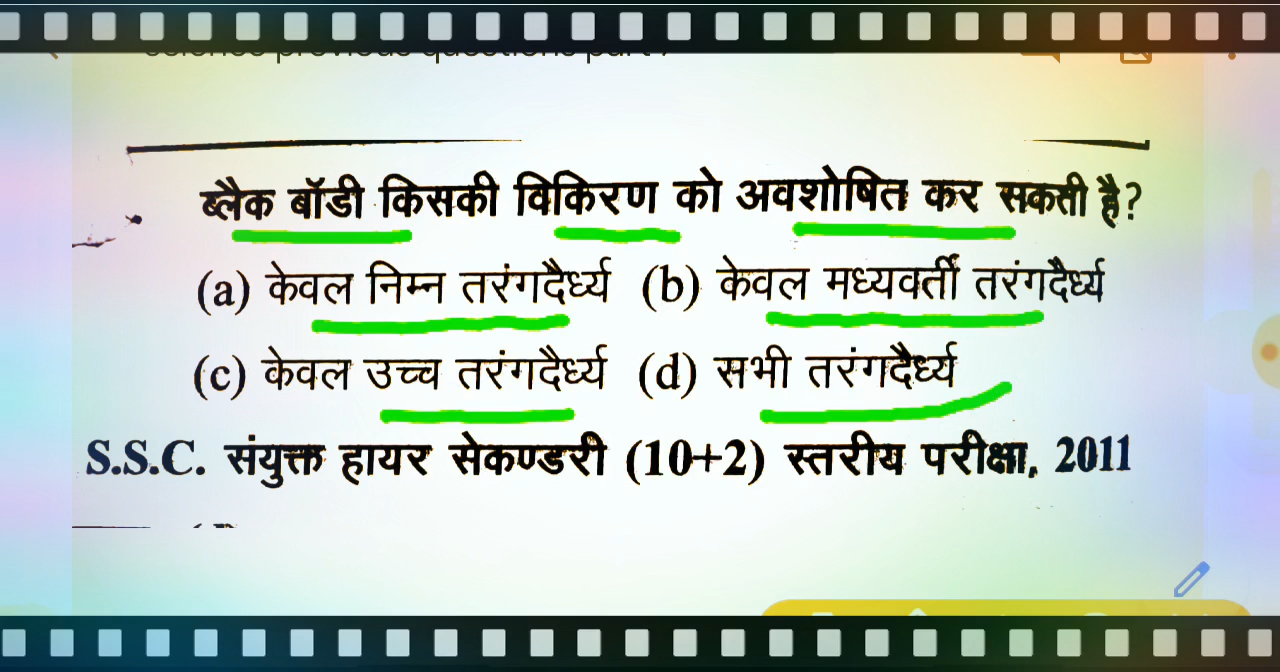 ब्लैक बॉडी किसकी विकिरण को अवशोषित कर सकती है?
(a) केवल निम्न तरंगदैर्ध्य (b) केवल मध्यवर्ती तरंगदैर्ध्य
(c) केवल उच्च तरंगदैर्ध्य (d) सभी तरंगदैर्ध्य
S.S.C. संयुक्त हायर सेकण्डरी (10+2) स्तरीय परीक्षा, 2011